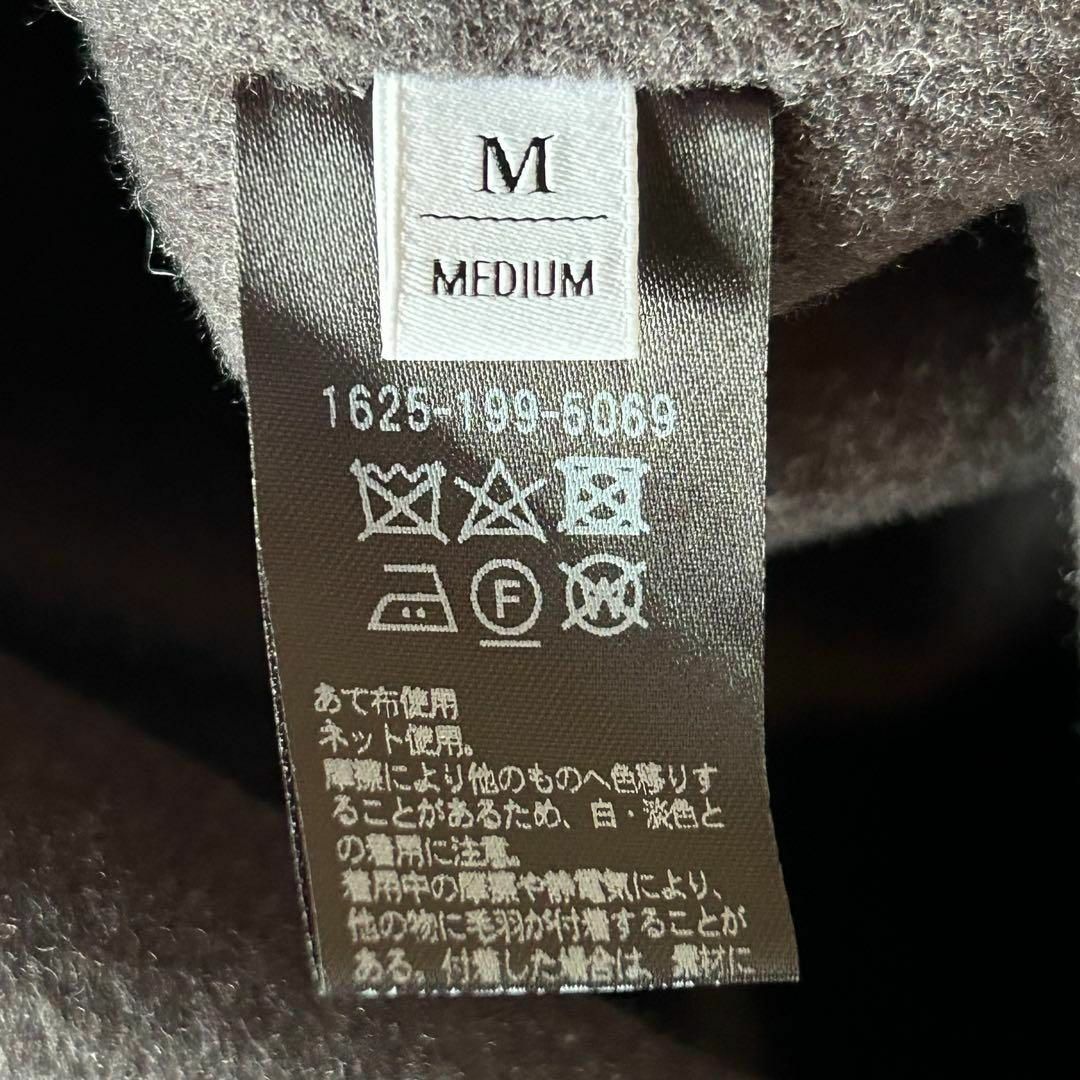 M
MEDIUM
1625-199-6069
F
W
あて布使用
ネット使用。
摩擦により他のものへ色移りす
ることがあるため、白・淡色と
の着用に注意。
着用中の摩擦や静電気により、
他の物に毛羽が付着することが
ある。付着した場合は、素材に